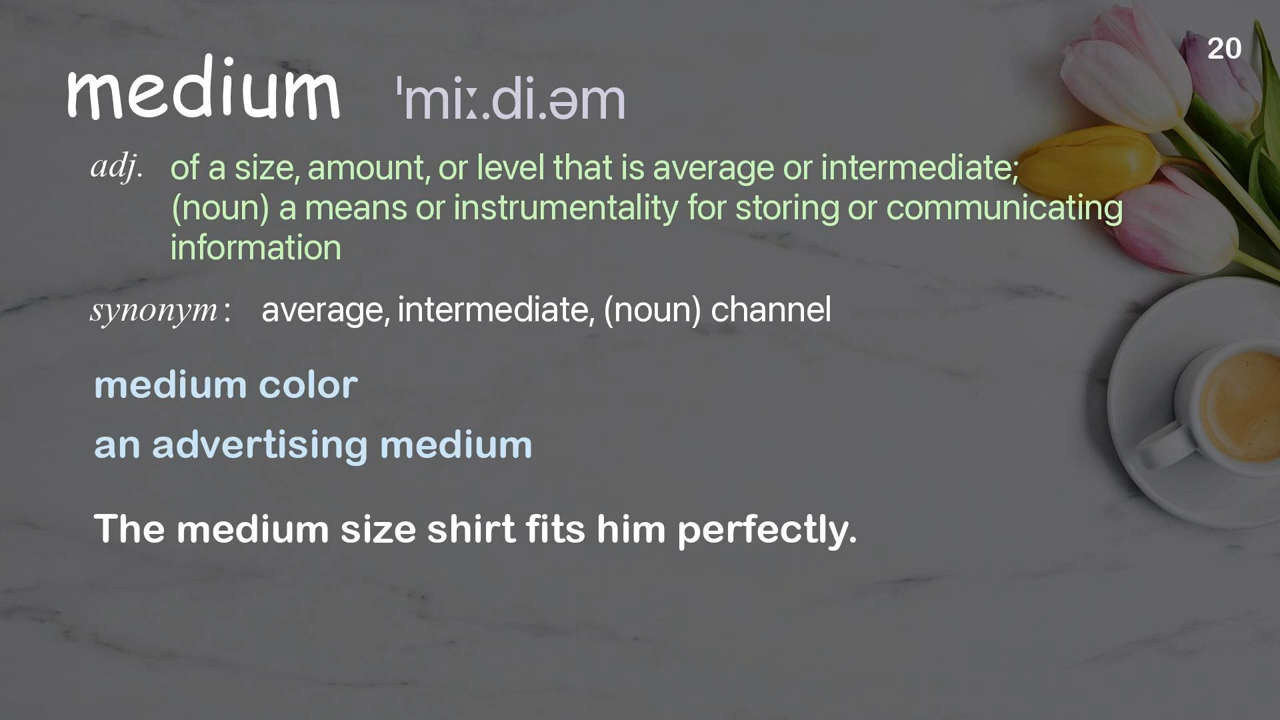 20
medium ˈmiː.di.əm
adj. of a size, amount, or level that is average or intermediate;
(noun) a means or instrumentality for storing or communicating
information
synonym: average, intermediate, (noun) channel
medium color
an advertising medium
The medium size shirt fits him perfectly.